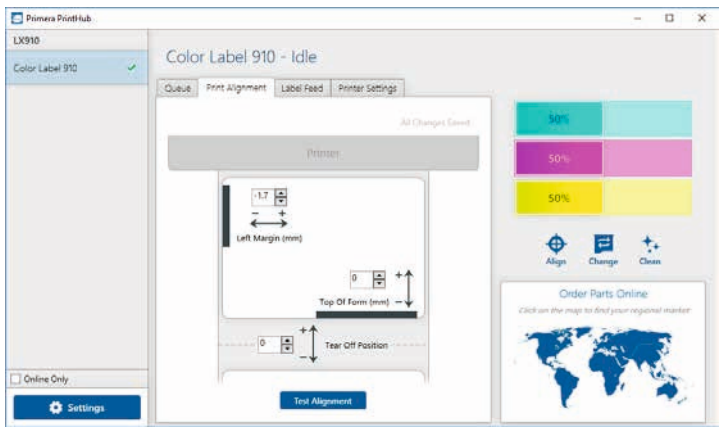 Primera PrintHub
LX910
Color Label 910
Color Label 910 - Idle
Queue
Print Alignment
Label Feed
Printer Settings
All Changes Saved
Printer
-1.7
- +
Left Margin (mm)
0
+
Top Of Form (mm)
-
0
+
-
Tear Off Position
Test Alignment
50%
50%
50%
Align
Change
Clean
Order Parts Online
Click on the map to find your regional market
Online Only
Settings